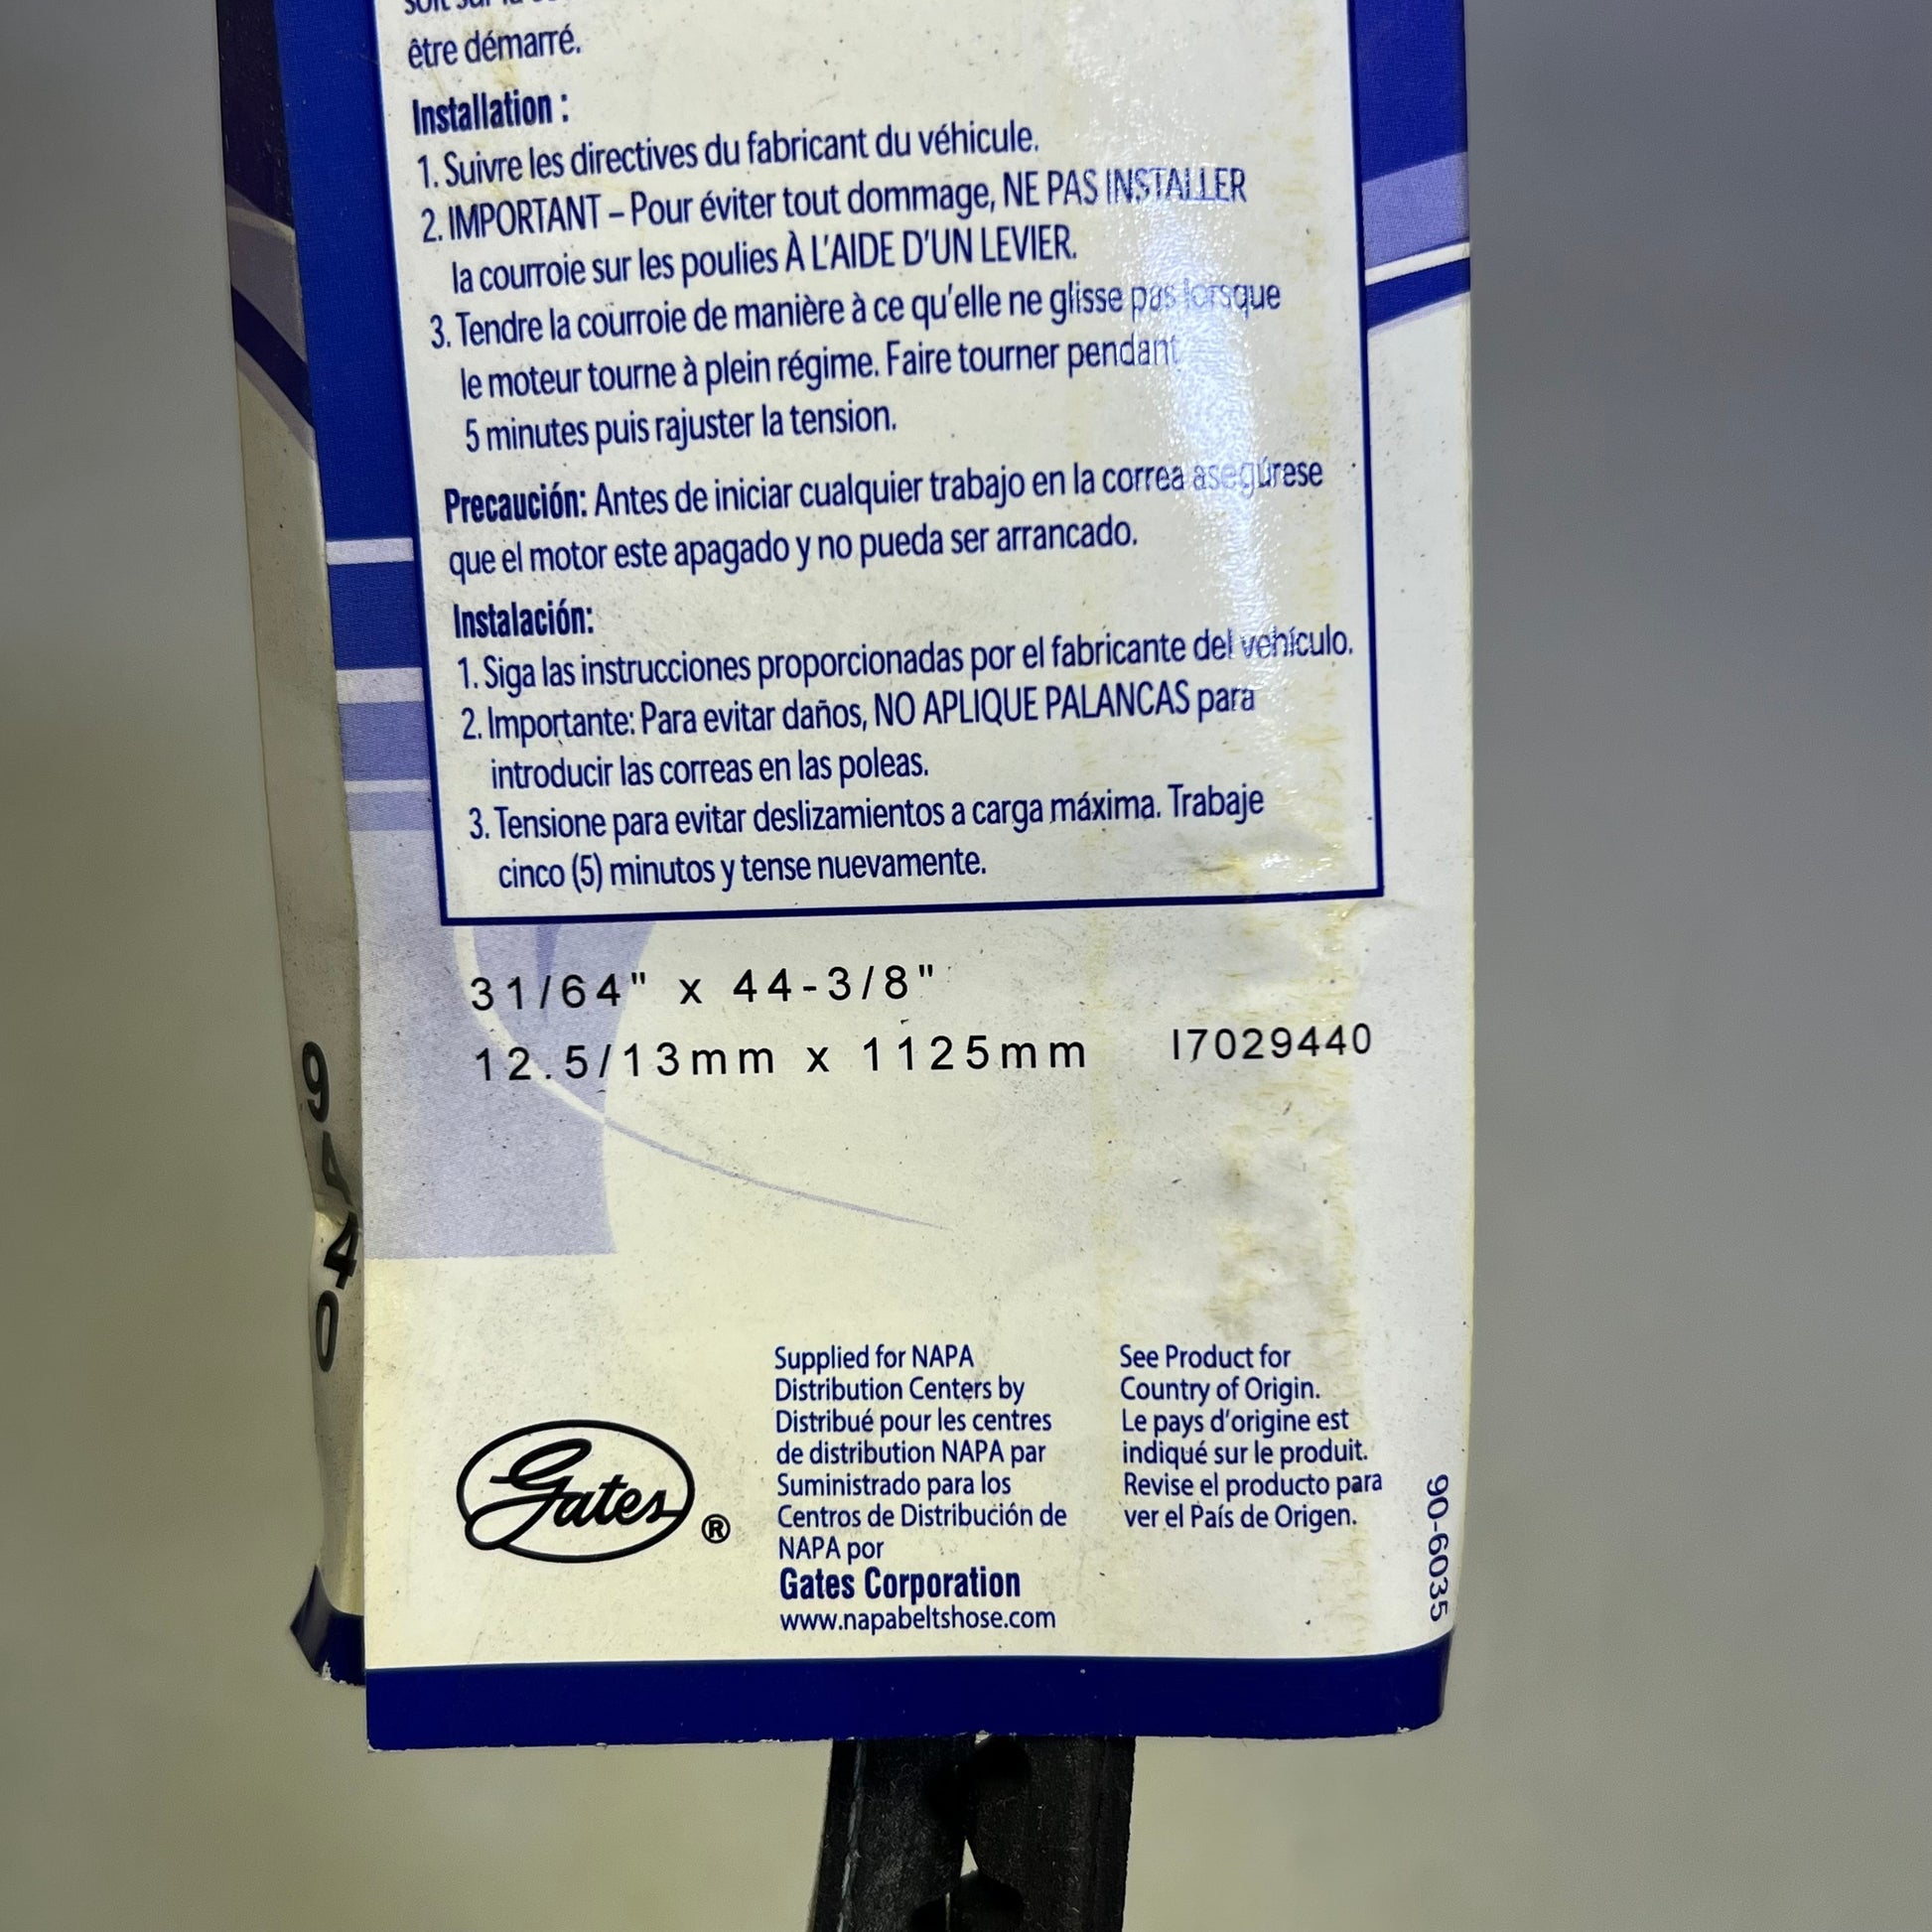 être démarré.
Installation :
1. Suivre les directives du fabricant du véhicule.
2. IMPORTANT – Pour éviter tout dommage, NE PAS INSTALLER
la courroie sur les poulies À L'AIDE D'UN LEVIER.
3. Tendre la courroie de manière à ce qu'elle ne glisse pas lorsque
le moteur tourne à plein régime. Faire tourner pendant
5 minutes puis rajuster la tension.
Precaución: Antes de iniciar cualquier trabajo en la correa asegúrese
que el motor este apagado y no pueda ser arrancado.
Instalación:
1. Siga las instrucciones proporcionadas por el fabricante del vehículo.
2. Importante: Para evitar daños, NO APLIQUE PALANCAS para
introducir las correas en las poleas.
3. Tensione para evitar deslizamientos a carga máxima. Trabaje
cinco (5) minutos y tense nuevamente.
31/64" x 44-3/8"
12.5/13mm x 1125mm I7029440
9440
Gates ®
Supplied for NAPA
Distribution Centers by
Distribué pour les centres
de distribution NAPA par
Suministrado para los
Centros de Distribución de
NAPA por
Gates Corporation
www.napabeltshose.com
See Product for
Country of Origin.
Le pays d'origine est
indiqué sur le produit.
Revise el producto para
ver el País de Origen.
90-6035